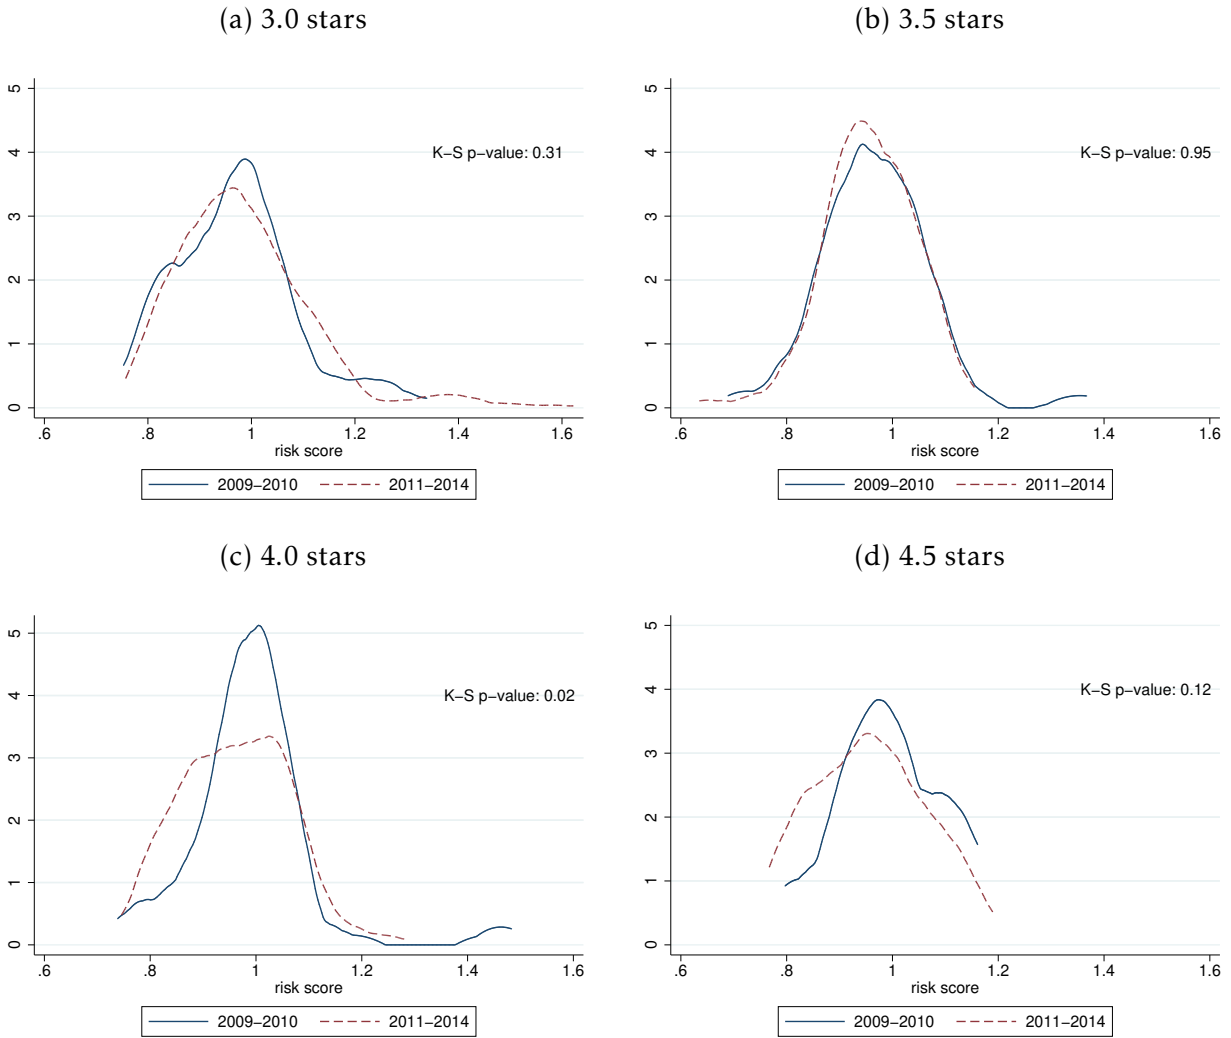 (a) 3.0 stars
5
4
3
2
1
0
K−S p−value: 0.31
.6 .8 1 1.2 1.4 1.6
risk score
2009−2010 2011−2014
(b) 3.5 stars
5
4
3
2
1
0
K−S p−value: 0.95
.6 .8 1 1.2 1.4 1.6
risk score
2009−2010 2011−2014
(c) 4.0 stars
5
4
3
2
1
0
K−S p−value: 0.02
.6 .8 1 1.2 1.4 1.6
risk score
2009−2010 2011−2014
(d) 4.5 stars
5
4
3
2
1
0
K−S p−value: 0.12
.6 .8 1 1.2 1.4 1.6
risk score
2009−2010 2011−2014